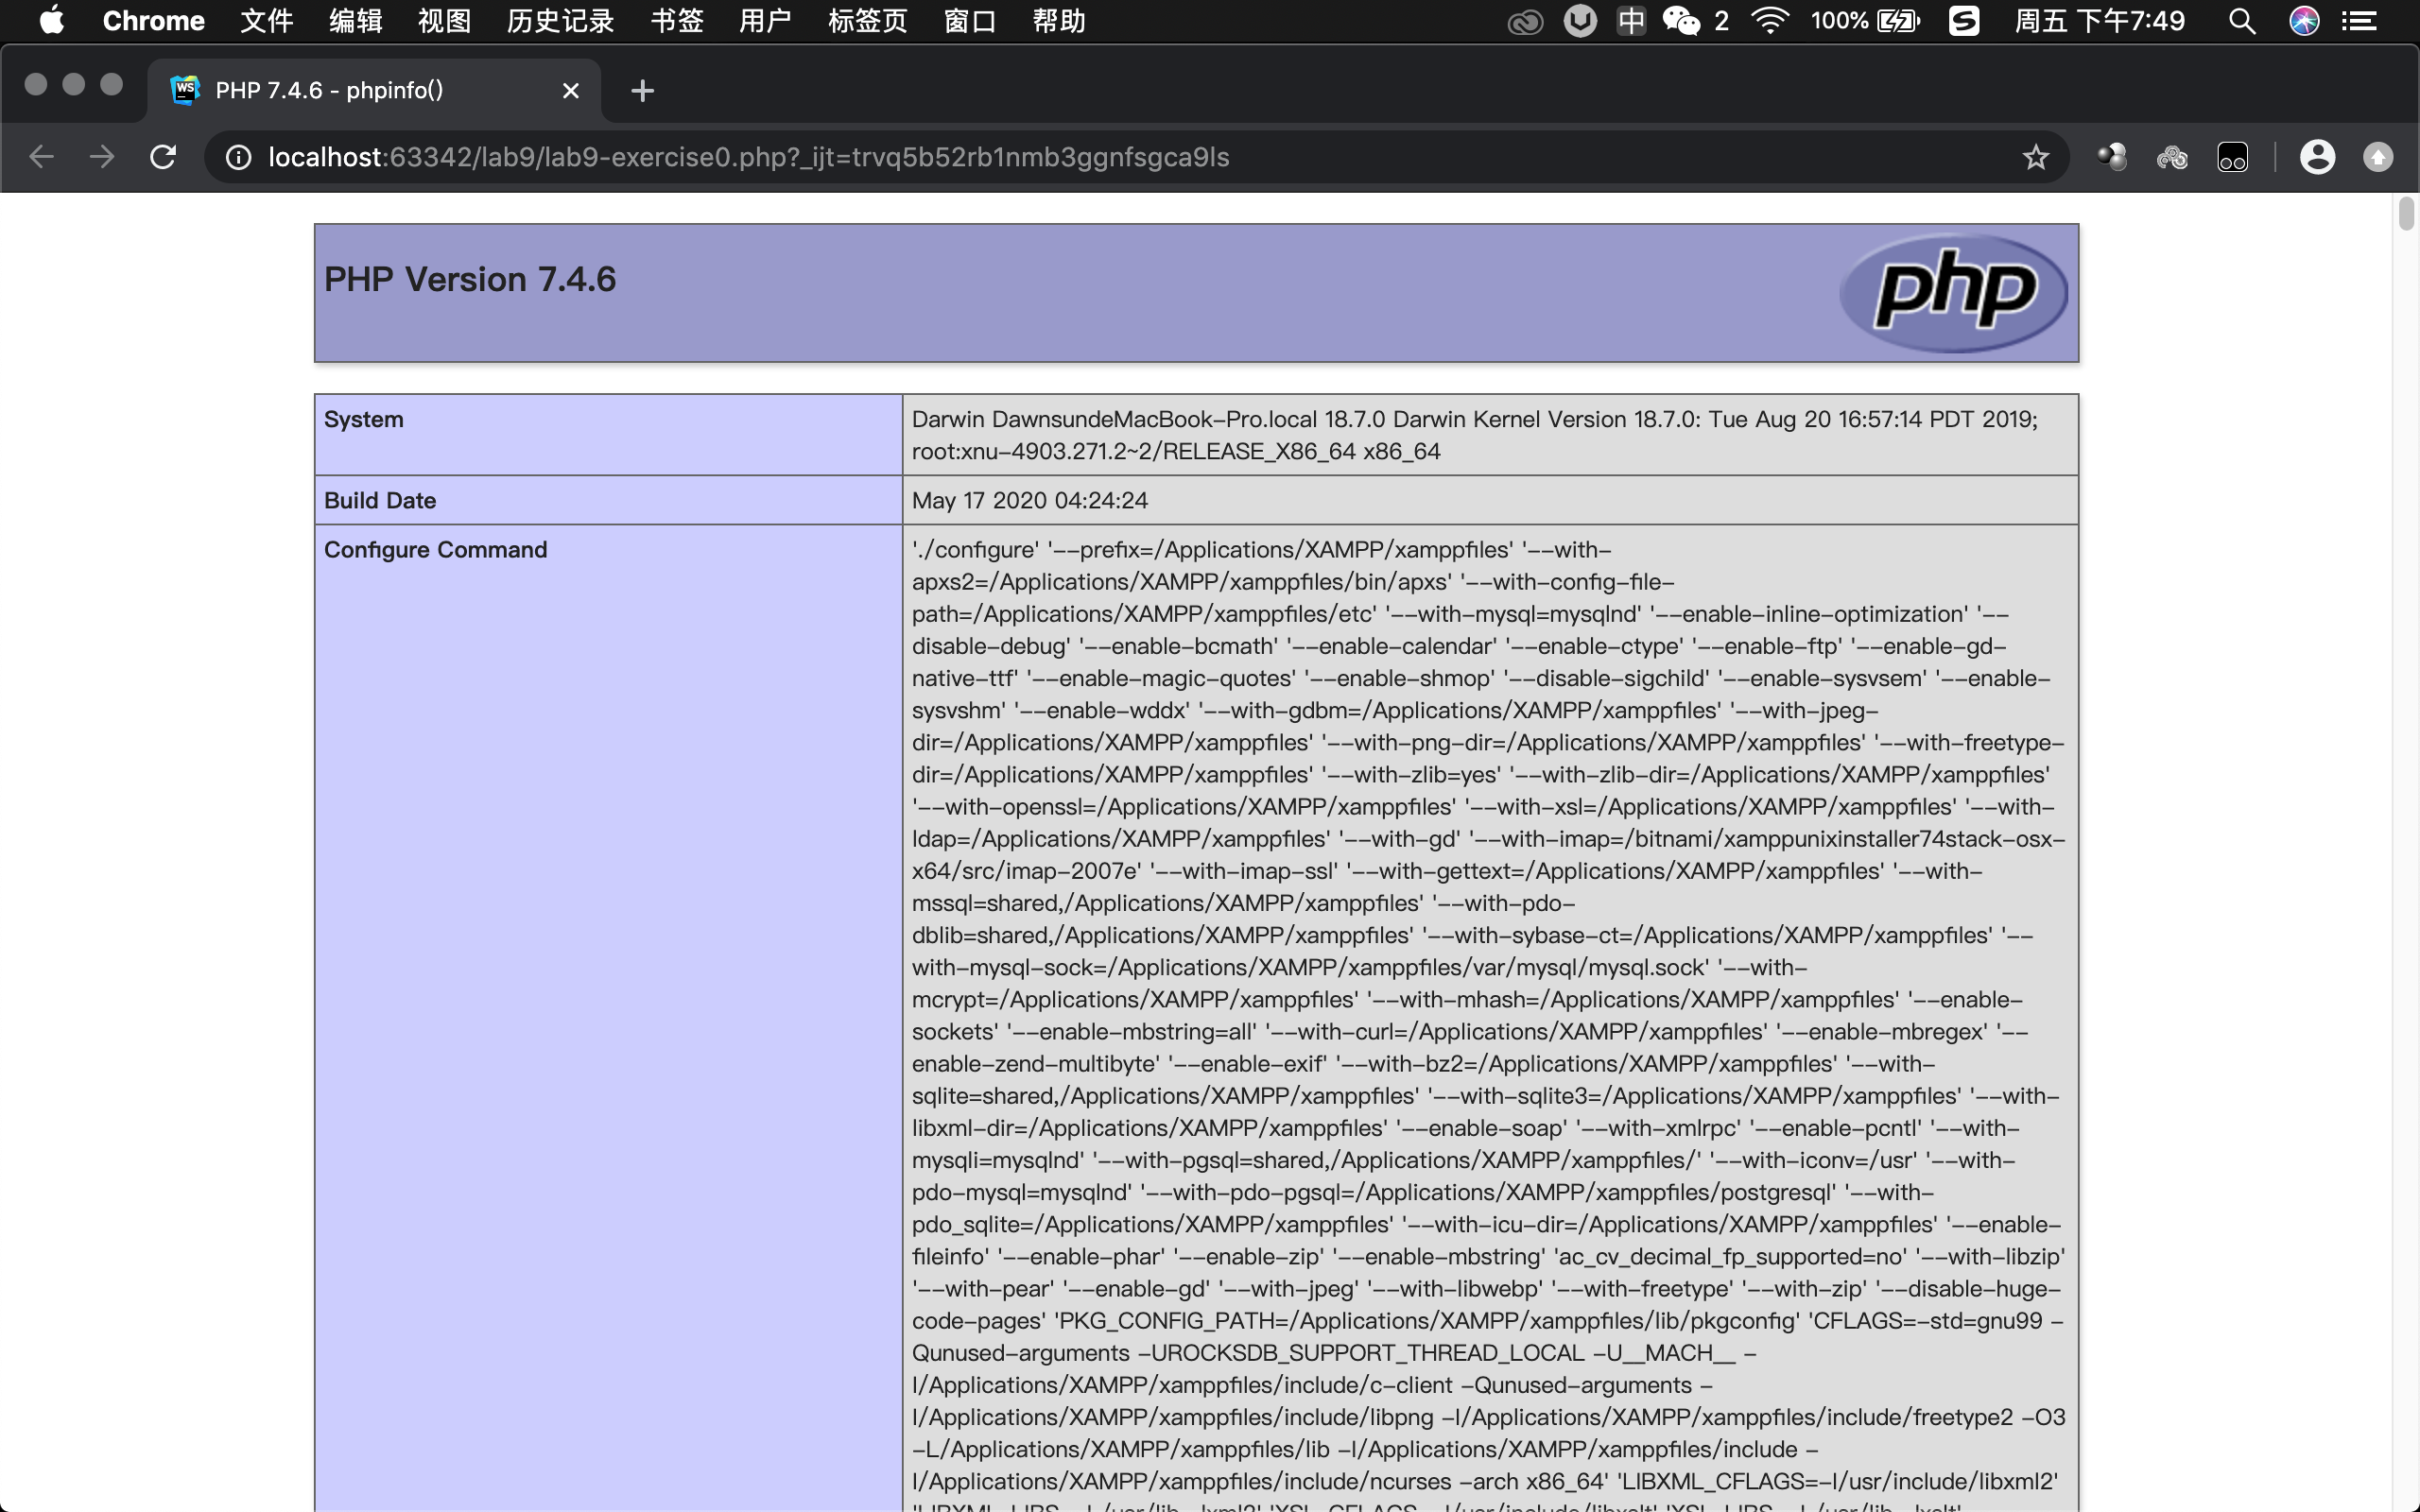 Chrome 文件 编辑 视图 历史记录 书签 用户 标签页 窗口 帮助 中 2 100% 周五 下午7:49
WS PHP 7.4.6 - phpinfo()
localhost:63342/lab9/lab9-exercise0.php?_ijt=trvq5b52rb1nmb3ggnfsgca9ls
PHP Version 7.4.6
php
System
Darwin DawnsundeMacBook-Pro.local 18.7.0 Darwin Kernel Version 18.7.0: Tue Aug 20 16:57:14 PDT 2019;
root:xnu-4903.271.2~2/RELEASE_X86_64 x86_64
Build Date
May 17 2020 04:24:24
Configure Command
'./configure' '--prefix=/Applications/XAMPP/xamppfiles' '--with-
apxs2=/Applications/XAMPP/xamppfiles/bin/apxs' '--with-config-file-
path=/Applications/XAMPP/xamppfiles/etc' '--with-mysql=mysqlnd' '--enable-inline-optimization' '--
disable-debug' '--enable-bcmath' '--enable-calendar' '--enable-ctype' '--enable-ftp' '--enable-gd-
native-ttf' '--enable-magic-quotes' '--enable-shmop' '--disable-sigchild' '--enable-sysvsem' '--enable-
sysvshm' '--enable-wddx' '--with-gdbm=/Applications/XAMPP/xamppfiles' '--with-jpeg-
dir=/Applications/XAMPP/xamppfiles' '--with-png-dir=/Applications/XAMPP/xamppfiles' '--with-freetype-
dir=/Applications/XAMPP/xamppfiles' '--with-zlib=yes' '--with-zlib-dir=/Applications/XAMPP/xamppfiles'
'--with-openssl=/Applications/XAMPP/xamppfiles' '--with-xsl=/Applications/XAMPP/xamppfiles' '--with-
ldap=/Applications/XAMPP/xamppfiles' '--with-gd' '--with-imap=/bitnami/xamppunixinstaller74stack-osx-
x64/src/imap-2007e' '--with-imap-ssl' '--with-gettext=/Applications/XAMPP/xamppfiles' '--with-
mssql=shared,/Applications/XAMPP/xamppfiles' '--with-pdo-
dblib=shared,/Applications/XAMPP/xamppfiles' '--with-sybase-ct=/Applications/XAMPP/xamppfiles' '--
with-mysql-sock=/Applications/XAMPP/xamppfiles/var/mysql/mysql.sock' '--with-
mcrypt=/Applications/XAMPP/xamppfiles' '--with-mhash=/Applications/XAMPP/xamppfiles' '--enable-
sockets' '--enable-mbstring=all' '--with-curl=/Applications/XAMPP/xamppfiles' '--enable-mbregex' '--
enable-zend-multibyte' '--enable-exif' '--with-bz2=/Applications/XAMPP/xamppfiles' '--with-
sqlite=shared,/Applications/XAMPP/xamppfiles' '--with-sqlite3=/Applications/XAMPP/xamppfiles' '--with-
libxml-dir=/Applications/XAMPP/xamppfiles' '--enable-soap' '--with-xmlrpc' '--enable-pcntl' '--with-
mysqli=mysqlnd' '--with-pgsql=shared,/Applications/XAMPP/xamppfiles/' '--with-iconv=/usr' '--with-
pdo-mysql=mysqlnd' '--with-pdo-pgsql=/Applications/XAMPP/xamppfiles/postgresql' '--with-
pdo_sqlite=/Applications/XAMPP/xamppfiles' '--with-icu-dir=/Applications/XAMPP/xamppfiles' '--enable-
fileinfo' '--enable-phar' '--enable-zip' '--enable-mbstring' 'ac_cv_decimal_fp_supported=no' '--with-libzip'
'--with-pear' '--enable-gd' '--with-jpeg' '--with-libwebp' '--with-freetype' '--with-zip' '--disable-huge-
code-pages' 'PKG_CONFIG_PATH=/Applications/XAMPP/xamppfiles/lib/pkgconfig' 'CFLAGS=-std=gnu99 -
Qunused-arguments -UROCKSDB_SUPPORT_THREAD_LOCAL -U__MACH__ -
I/Applications/XAMPP/xamppfiles/include/c-client -Qunused-arguments -
I/Applications/XAMPP/xamppfiles/include/libpng -I/Applications/XAMPP/xamppfiles/include/freetype2 -O3
-L/Applications/XAMPP/xamppfiles/lib -I/Applications/XAMPP/xamppfiles/include -
I/Applications/XAMPP/xamppfiles/include/ncurses -arch x86_64' 'LIBXML_CFLAGS=-I/usr/include/libxml2'